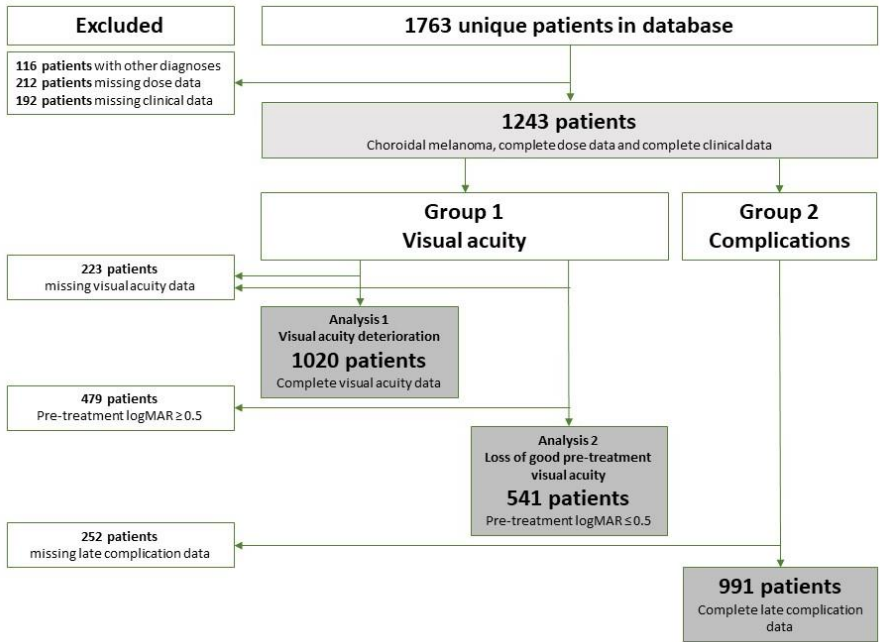 Excluded
1763 unique patients in database
116 patients with other diagnoses
212 patients missing dose data
192 patients missing clinical data
1243 patients
Choroidal melanoma, complete dose data and complete clinical data
Group 1
Visual acuity
Group 2
Complications
223 patients
missing visual acuity data
Analysis 1
Visual acuity deterioration
1020 patients
Complete visual acuity data
479 patients
Pre-treatment logMAR ≥ 0.5
Analysis 2
Loss of good pre-treatment
visual acuity
541 patients
Pre-treatment logMAR ≤ 0.5
252 patients
missing late complication data
991 patients
Complete late complication
data